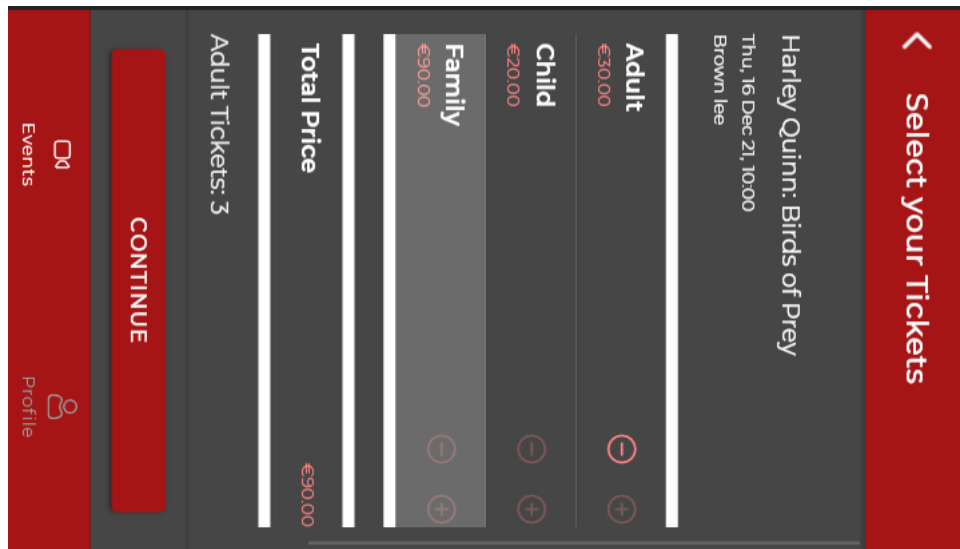 Select your Tickets
Harley Quinn: Birds of Prey
Thu, 16 Dec 21, 10:00
Brown lee
Adult
€30.00
Child
€20.00
Family
€90.00
Total Price €90.00
Adult Tickets: 3
CONTINUE
Events Profile